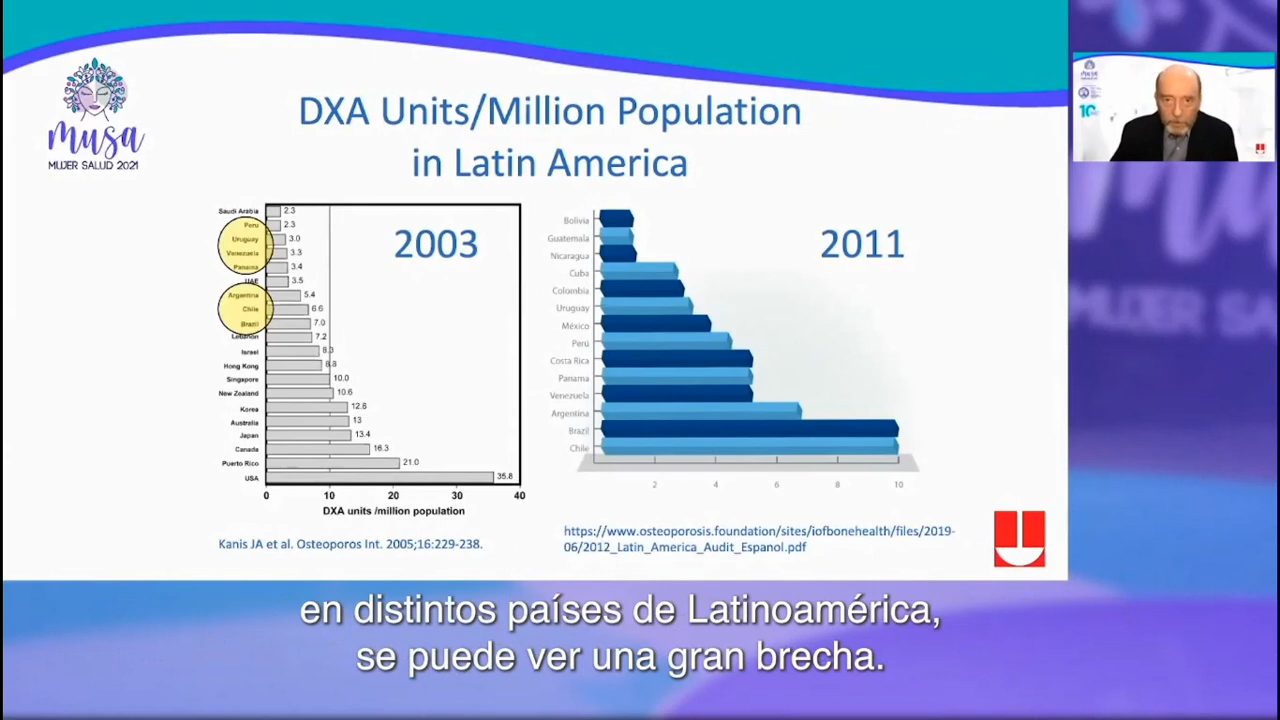 musa
MUJER SALUD 2021
DXA Units/Million Population
in Latin America
2003
Saudi Arabia 2.3
Peru 2.3
Uruguay 3.0
Venezuela 3.3
Panama 3.4
UAE 3.5
Argentina 5.4
Chile 6.6
Brazil 7.0
Lebanon 7.2
Israel 8.3
Hong Kong 8.8
Singapore 10.0
New Zealand 10.6
Korea 12.6
Australia 13
Japan 13.4
Canada 16.3
Puerto Rico 21.0
USA 35.8
0 10 20 30 40
DXA units /million population
Kanis JA et al. Osteoporos Int. 2005;16:229-238.
2011
Bolivia
Guatemala
Nicaragua
Cuba
Colombia
Uruguay
México
Perú
Costa Rica
Panama
Venezuela
Argentina
Brazil
Chile
2 4 6 8 10
https://www.osteoporosis.foundation/sites/iofbonehealth/files/2019-
06/2012_Latin_America_Audit_Espanol.pdf
en distintos países de Latinoamérica,
se puede ver una gran brecha.